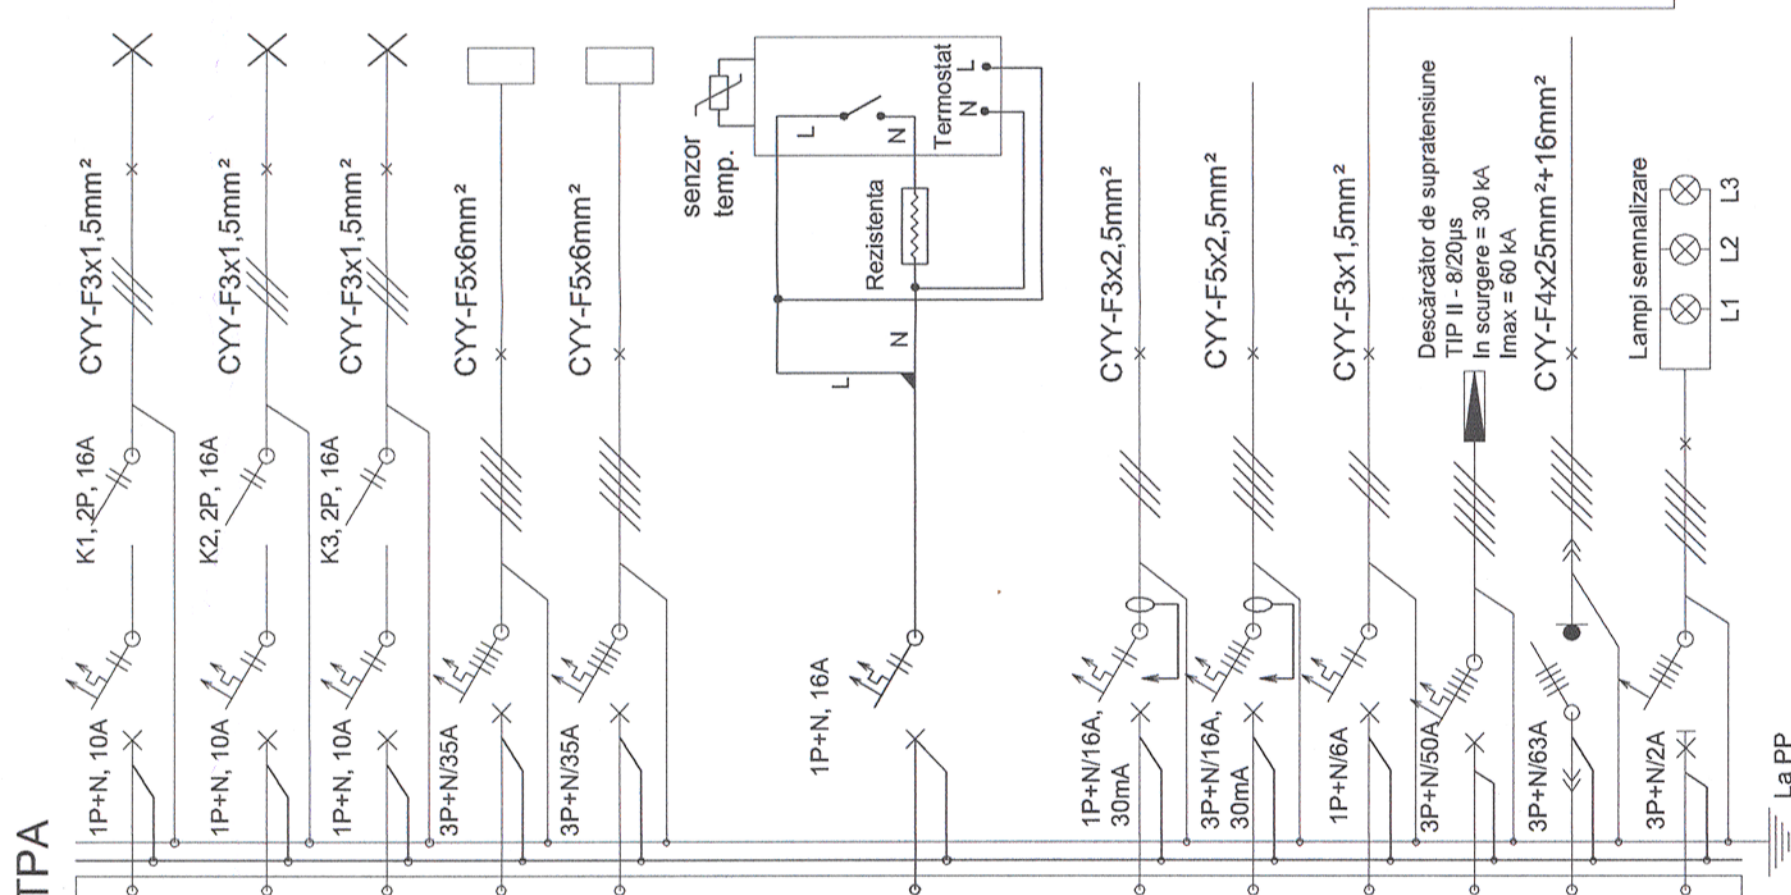 TPA
1P+N, 10A
K1, 2P, 16A
CYY-F3x1,5mm²
1P+N, 10A
K2, 2P, 16A
CYY-F3x1,5mm²
1P+N, 10A
K3, 2P, 16A
CYY-F3x1,5mm²
3P+N/35A
CYY-F5x6mm²
3P+N/35A
CYY-F5x6mm²
senzor
temp.
1P+N, 16A
L
N
Rezistenta
L
N
Termostat
N
L
1P+N/16A,
30mA
CYY-F3x2,5mm²
3P+N/16A,
30mA
CYY-F5x2,5mm²
1P+N/6A
CYY-F3x1,5mm²
3P+N/50A
Descărcător de supratensiune
TIP II - 8/20µs
In scurgere = 30 kA
Imax = 60 kA
3P+N/63A
CYY-F4x25mm²+16mm²
3P+N/2A
Lampi semnalizare
L1
L2
L3
La PP